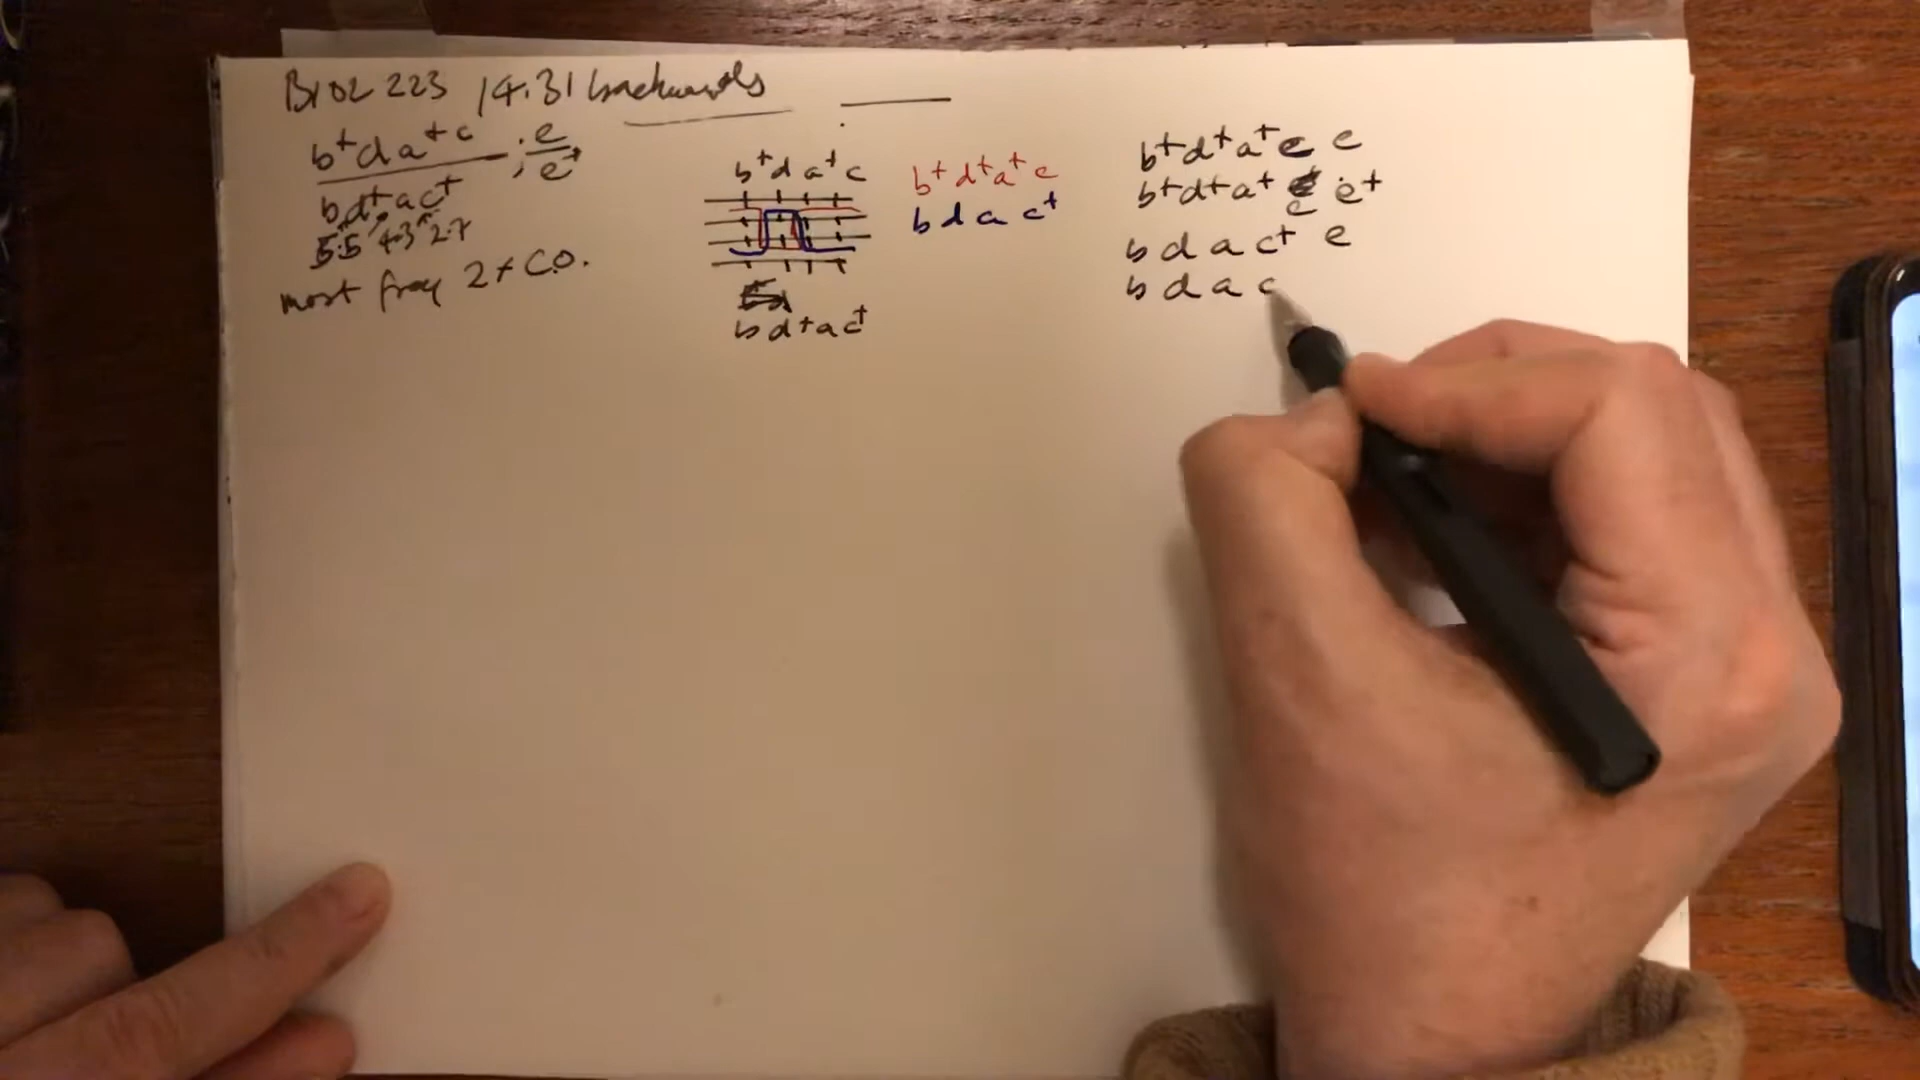 BIOL 223 14.31 backwards
b+ d a+ c ; e
b d+ a c+ e+
5.5 4.3 2.7
most freq 2x C.O.
b+ d a+ c
b d+ a c+
b+ d+ a+ c
b d a c+
b+ d+ a+ c e
b+ d+ a+ c e+
b d a c+ e
b d a c